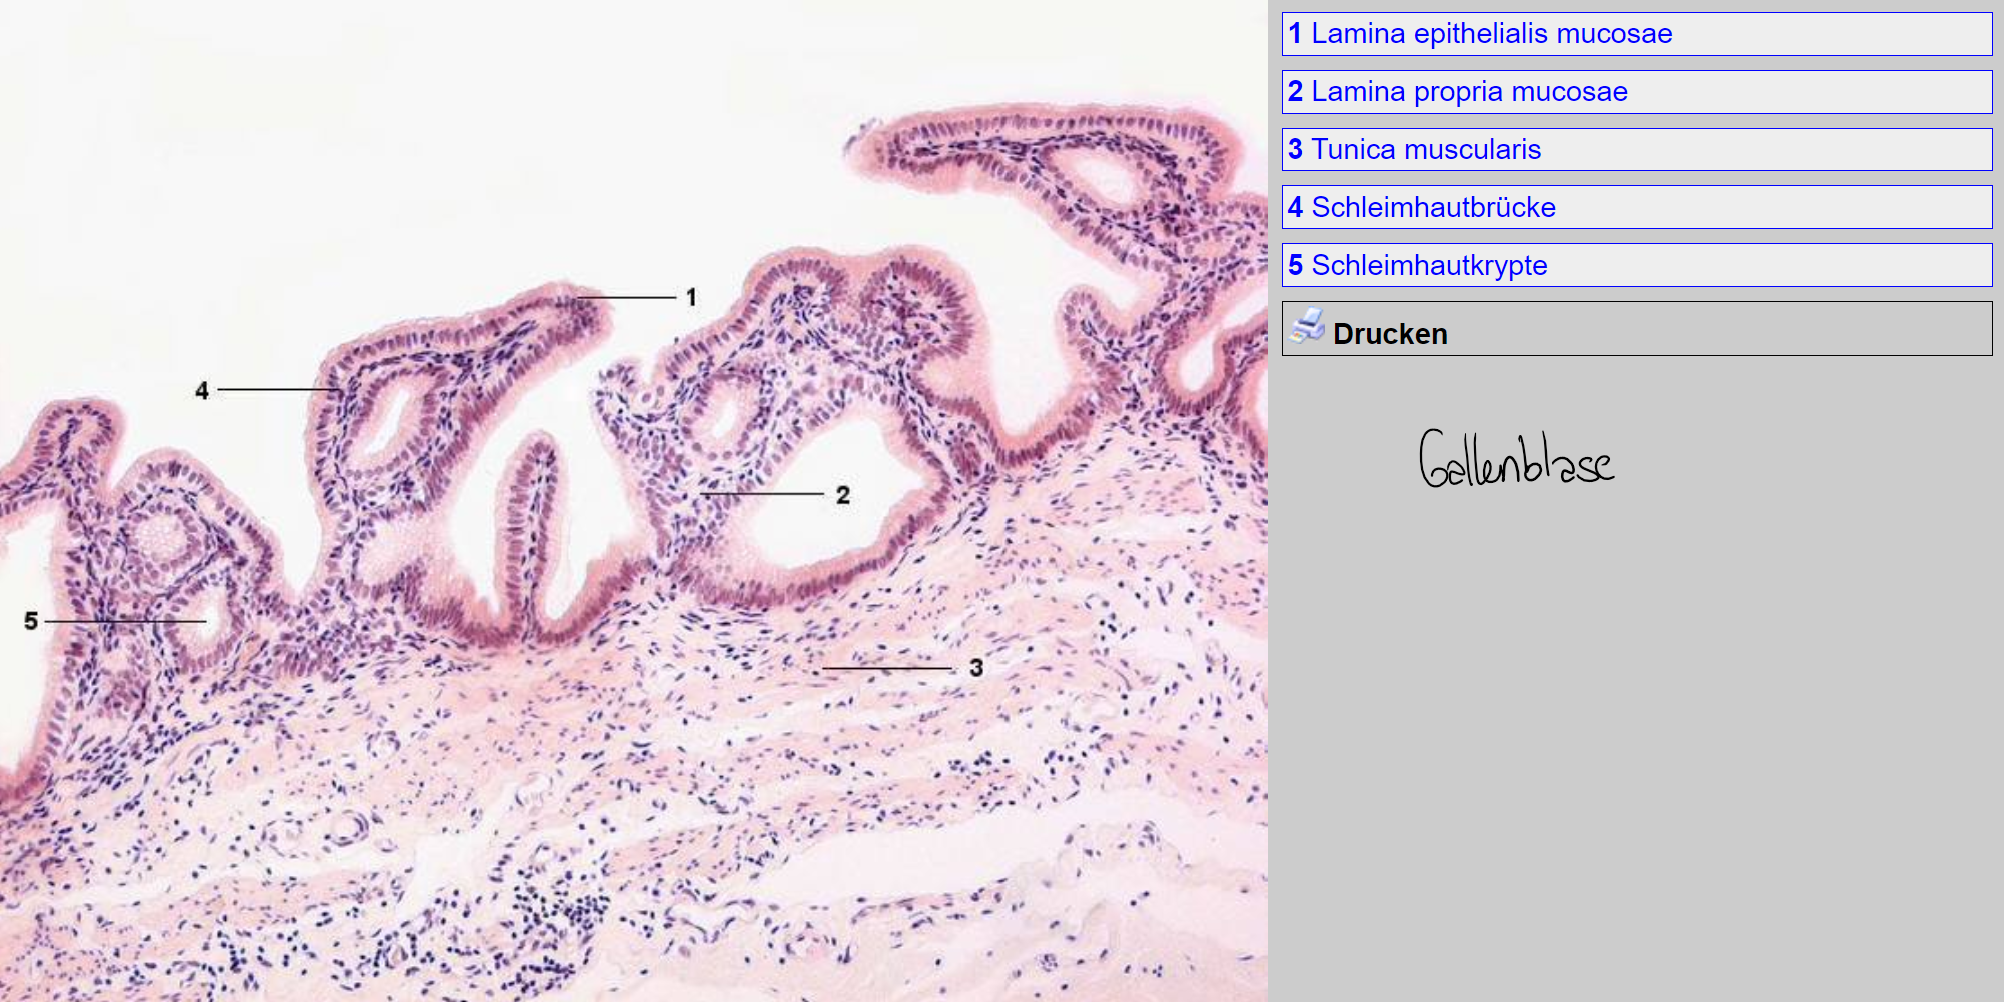 1
4
2
5
3
1 Lamina epithelialis mucosae
2 Lamina propria mucosae
3 Tunica muscularis
4 Schleimhautbrücke
5 Schleimhautkrypte
Drucken
Gallenblase